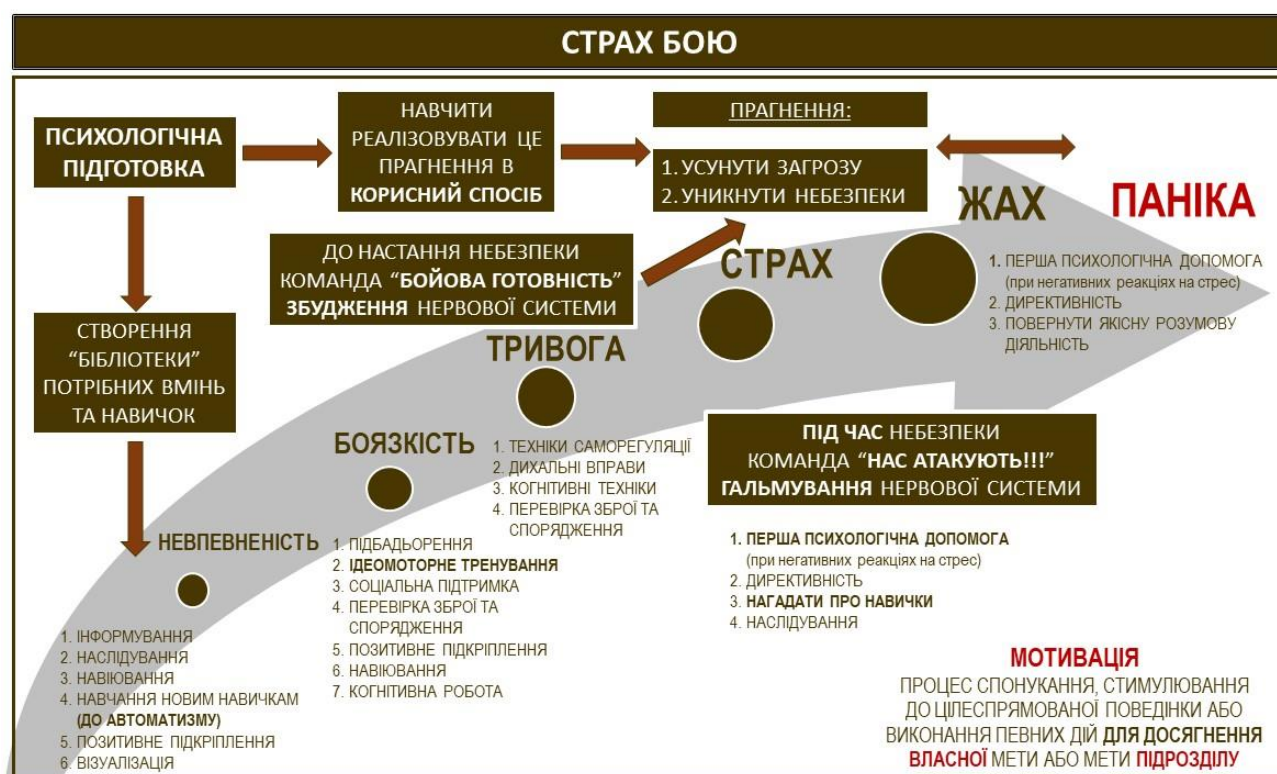 СТРАХ БОЮ
ПСИХОЛОГІЧНА
ПІДГОТОВКА
НАВЧИТИ
РЕАЛІЗОВУВАТИ ЦЕ
ПРАГНЕННЯ В
КОРИСНИЙ СПОСІБ
ПРАГНЕННЯ:
1. УСУНУТИ ЗАГРОЗУ
2. УНИКНУТИ НЕБЕЗПЕКИ
ДО НАСТАННЯ НЕБЕЗПЕКИ
КОМАНДА “БОЙОВА ГОТОВНІСТЬ”
ЗБУДЖЕННЯ НЕРВОВОЇ СИСТЕМИ
СТВОРЕННЯ
“БІБЛІОТЕКИ”
ПОТРІБНИХ ВМІНЬ
ТА НАВИЧОК
НЕВПЕВНЕНІСТЬ
1. ІНФОРМУВАННЯ
2. НАСЛІДУВАННЯ
3. НАВІЮВАННЯ
4. НАВЧАННЯ НОВИМ НАВИЧКАМ
(ДО АВТОМАТИЗМУ)
5. ПОЗИТИВНЕ ПІДКРІПЛЕННЯ
6. ВІЗУАЛІЗАЦІЯ
БОЯЗКІСТЬ
1. ПІДБАДЬОРЕННЯ
2. ІДЕОМОТОРНЕ ТРЕНУВАННЯ
3. СОЦІАЛЬНА ПІДТРИМКА
4. ПЕРЕВІРКА ЗБРОЇ ТА
СПОРЯДЖЕННЯ
5. ПОЗИТИВНЕ ПІДКРІПЛЕННЯ
6. НАВІЮВАННЯ
7. КОГНІТИВНА РОБОТА
ТРИВОГА
1. ТЕХНІКИ САМОРЕГУЛЯЦІЇ
2. ДИХАЛЬНІ ВПРАВИ
3. КОГНІТИВНІ ТЕХНІКИ
4. ПЕРЕВІРКА ЗБРОЇ ТА
СПОРЯДЖЕННЯ
СТРАХ
ПІД ЧАС НЕБЕЗПЕКИ
КОМАНДА “НАС АТАКУЮТЬ!!!”
ГАЛЬМУВАННЯ НЕРВОВОЇ СИСТЕМИ
1. ПЕРША ПСИХОЛОГІЧНА ДОПОМОГА
(при негативних реакціях на стрес)
2. ДИРЕКТИВНІСТЬ
3. НАГАДАТИ ПРО НАВИЧКИ
4. НАСЛІДУВАННЯ
ЖАХ
ПАНІКА
1. ПЕРША ПСИХОЛОГІЧНА ДОПОМОГА
(при негативних реакціях на стрес)
2. ДИРЕКТИВНІСТЬ
3. ПОВЕРНУТИ ЯКІСНУ РОЗУМОВУ
ДІЯЛЬНІСТЬ
МОТИВАЦІЯ
ПРОЦЕС СПОНУКАННЯ, СТИМУЛЮВАННЯ
ДО ЦІЛЕСПРЯМОВАНОЇ ПОВЕДІНКИ АБО
ВИКОНАННЯ ПЕВНИХ ДІЙ ДЛЯ ДОСЯГНЕННЯ
ВЛАСНОЇ МЕТИ АБО МЕТИ ПІДРОЗДІЛУ